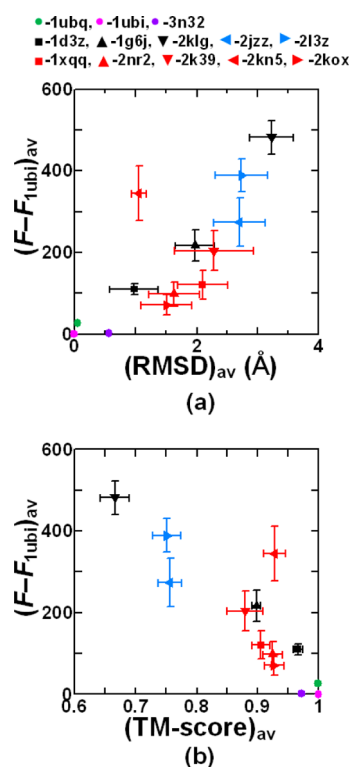 -1ubq, -1ubi, -3n32
-1d3z, -1g6j, -2klg, -2jzz, -2l3z
-1xqq, -2nr2, -2k39, -2kn5, -2kox
600
400
200
0
(F–F1ubi)av
0 2 4
(RMSD)av (Å)
(a)
600
400
200
0
(F–F1ubi)av
0.6 0.7 0.8 0.9 1
(TM-score)av
(b)